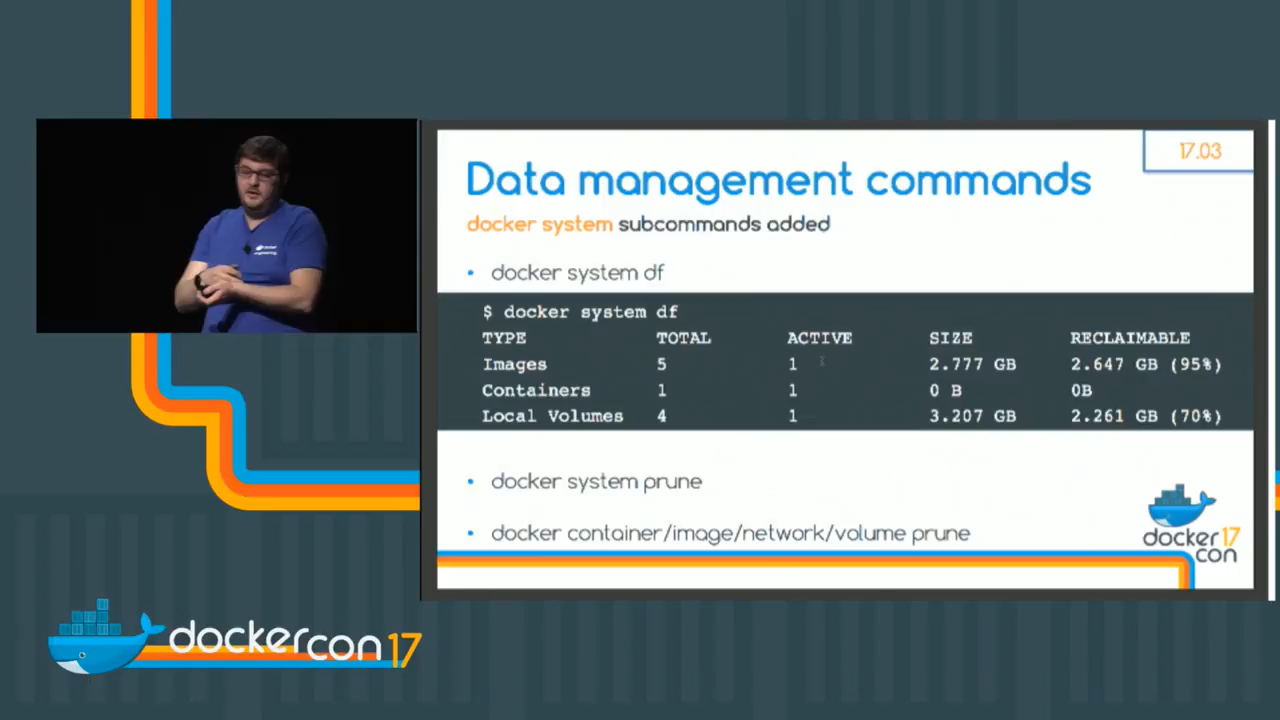 17.03
Data management commands
docker system subcommands added
• docker system df
$ docker system df
TYPE TOTAL ACTIVE SIZE RECLAIMABLE
Images 5 1 2.777 GB 2.647 GB (95%)
Containers 1 1 0 B 0B
Local Volumes 4 1 3.207 GB 2.261 GB (70%)
• docker system prune
• docker container/image/network/volume prune
docker 17
con
dockercon 17